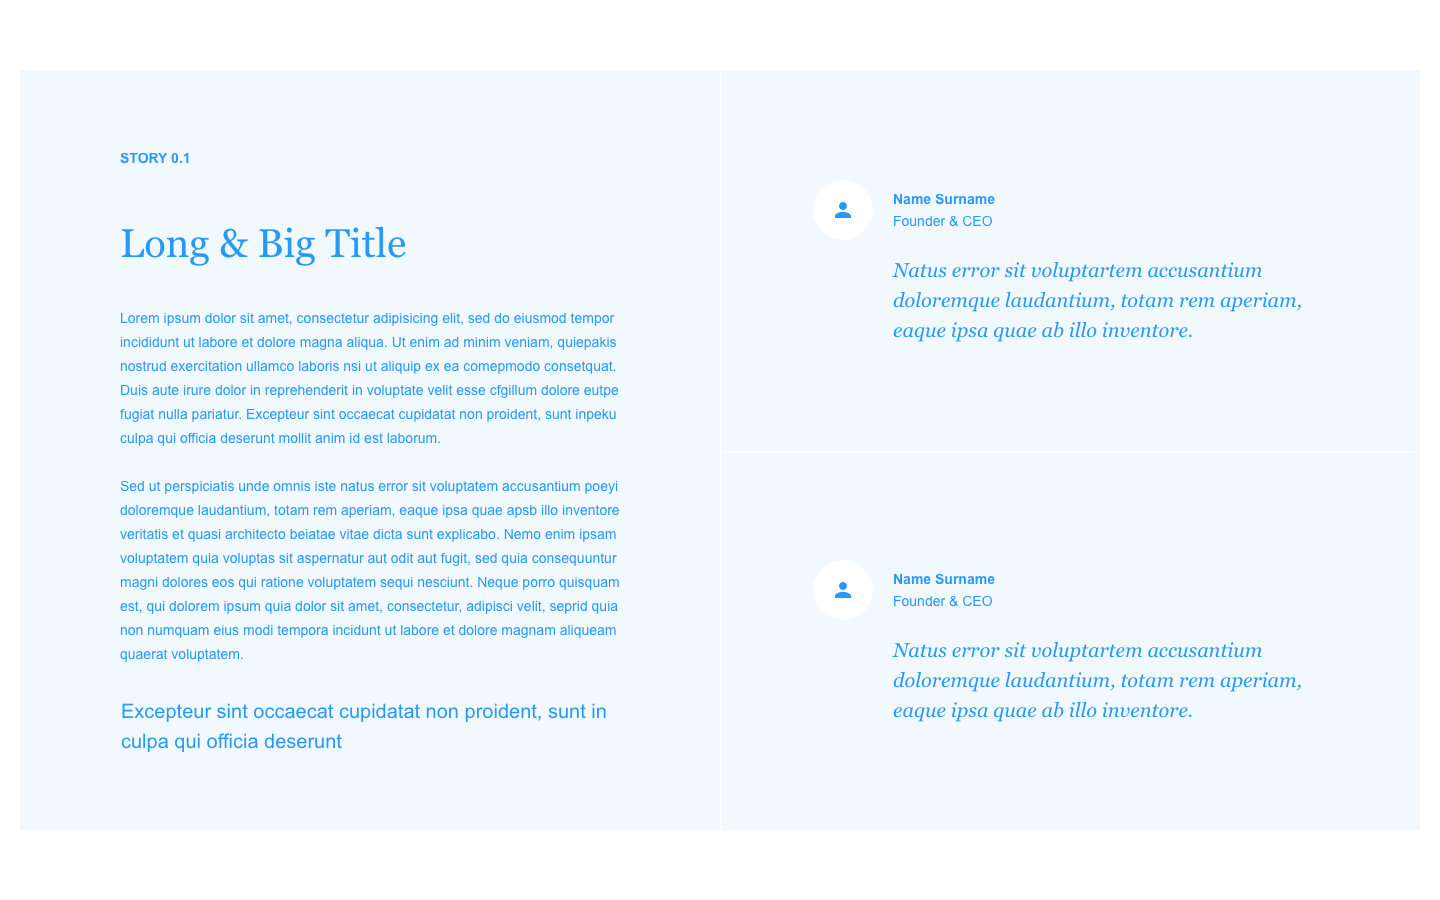 STORY 0.1
Long & Big Title
Lorem ipsum dolor sit amet, consectetur adipisicing elit, sed do eiusmod tempor
incididunt ut labore et dolore magna aliqua. Ut enim ad minim veniam, quiepakis
nostrud exercitation ullamco laboris nsi ut aliquip ex ea comepmodo consetquat.
Duis aute irure dolor in reprehenderit in voluptate velit esse cfgillum dolore eutpe
fugiat nulla pariatur. Excepteur sint occaecat cupidatat non proident, sunt inpeku
culpa qui officia deserunt mollit anim id est laborum.
Sed ut perspiciatis unde omnis iste natus error sit voluptatem accusantium poeyi
doloremque laudantium, totam rem aperiam, eaque ipsa quae apsb illo inventore
veritatis et quasi architecto beiatae vitae dicta sunt explicabo. Nemo enim ipsam
voluptatem quia voluptas sit aspernatur aut odit aut fugit, sed quia consequuntur
magni dolores eos qui ratione voluptatem sequi nesciunt. Neque porro quisquam
est, qui dolorem ipsum quia dolor sit amet, consectetur, adipisci velit, seprid quia
non numquam eius modi tempora incidunt ut labore et dolore magnam aliqueam
quaerat voluptatem.
Excepteur sint occaecat cupidatat non proident, sunt in
culpa qui officia deserunt
Name Surname
Founder & CEO
Natus error sit voluptartem accusantium
doloremque laudantium, totam rem aperiam,
eaque ipsa quae ab illo inventore.
Name Surname
Founder & CEO
Natus error sit voluptartem accusantium
doloremque laudantium, totam rem aperiam,
eaque ipsa quae ab illo inventore.